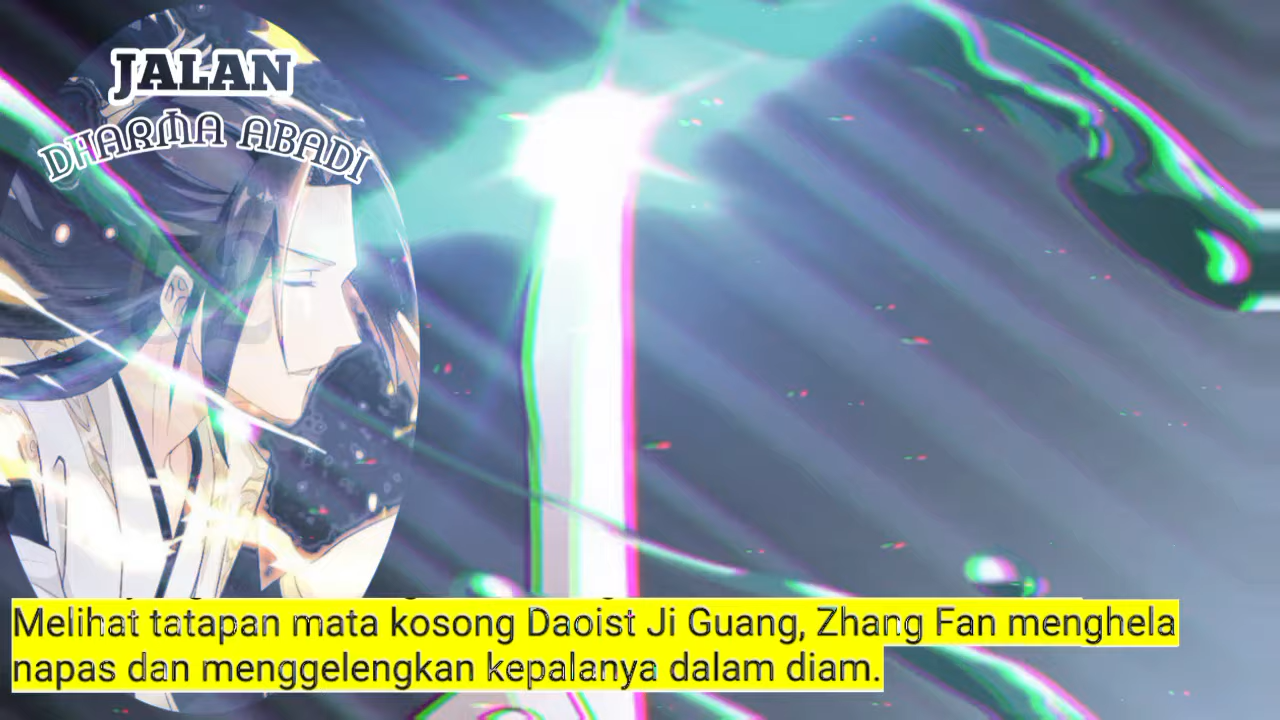 JALAN
DHARMA ABADI
Melihat tatapan mata kosong Daoist Ji Guang, Zhang Fan menghela
napas dan menggelengkan kepalanya dalam diam.